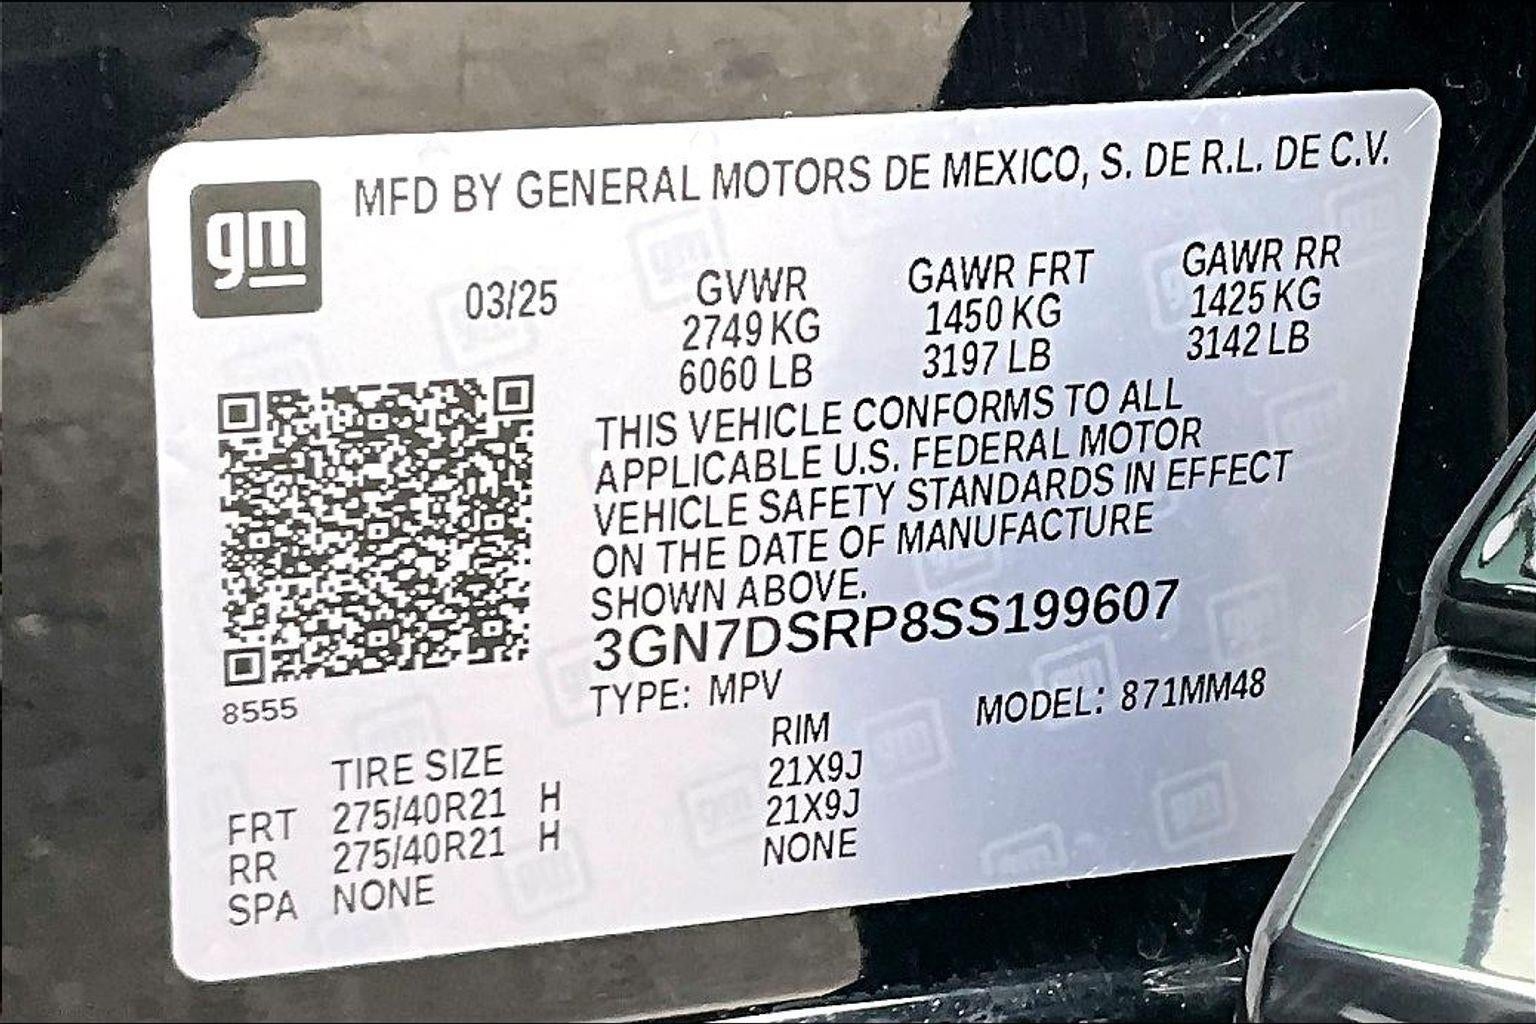 gm
MFD BY GENERAL MOTORS DE MEXICO, S. DE R.L. DE C.V.
03/25
GVWR
2749 KG
6060 LB
GAWR FRT
1450 KG
3197 LB
GAWR RR
1425 KG
3142 LB
THIS VEHICLE CONFORMS TO ALL
APPLICABLE U.S. FEDERAL MOTOR
VEHICLE SAFETY STANDARDS IN EFFECT
ON THE DATE OF MANUFACTURE
SHOWN ABOVE.
3GN7DSRP8SS199607
TYPE: MPV MODEL: 871MM48
8555
TIRE SIZE RIM
FRT 275/40R21 H 21X9J
RR 275/40R21 H 21X9J
SPA NONE NONE